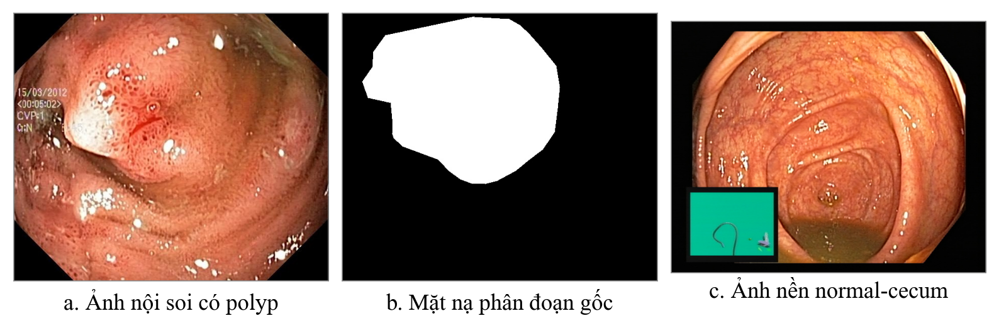 15/03/2012
<00:05:02>
CVP:1
G:N
a. Ảnh nội soi có polyp
b. Mặt nạ phân đoạn gốc
c. Ảnh nền normal-cecum